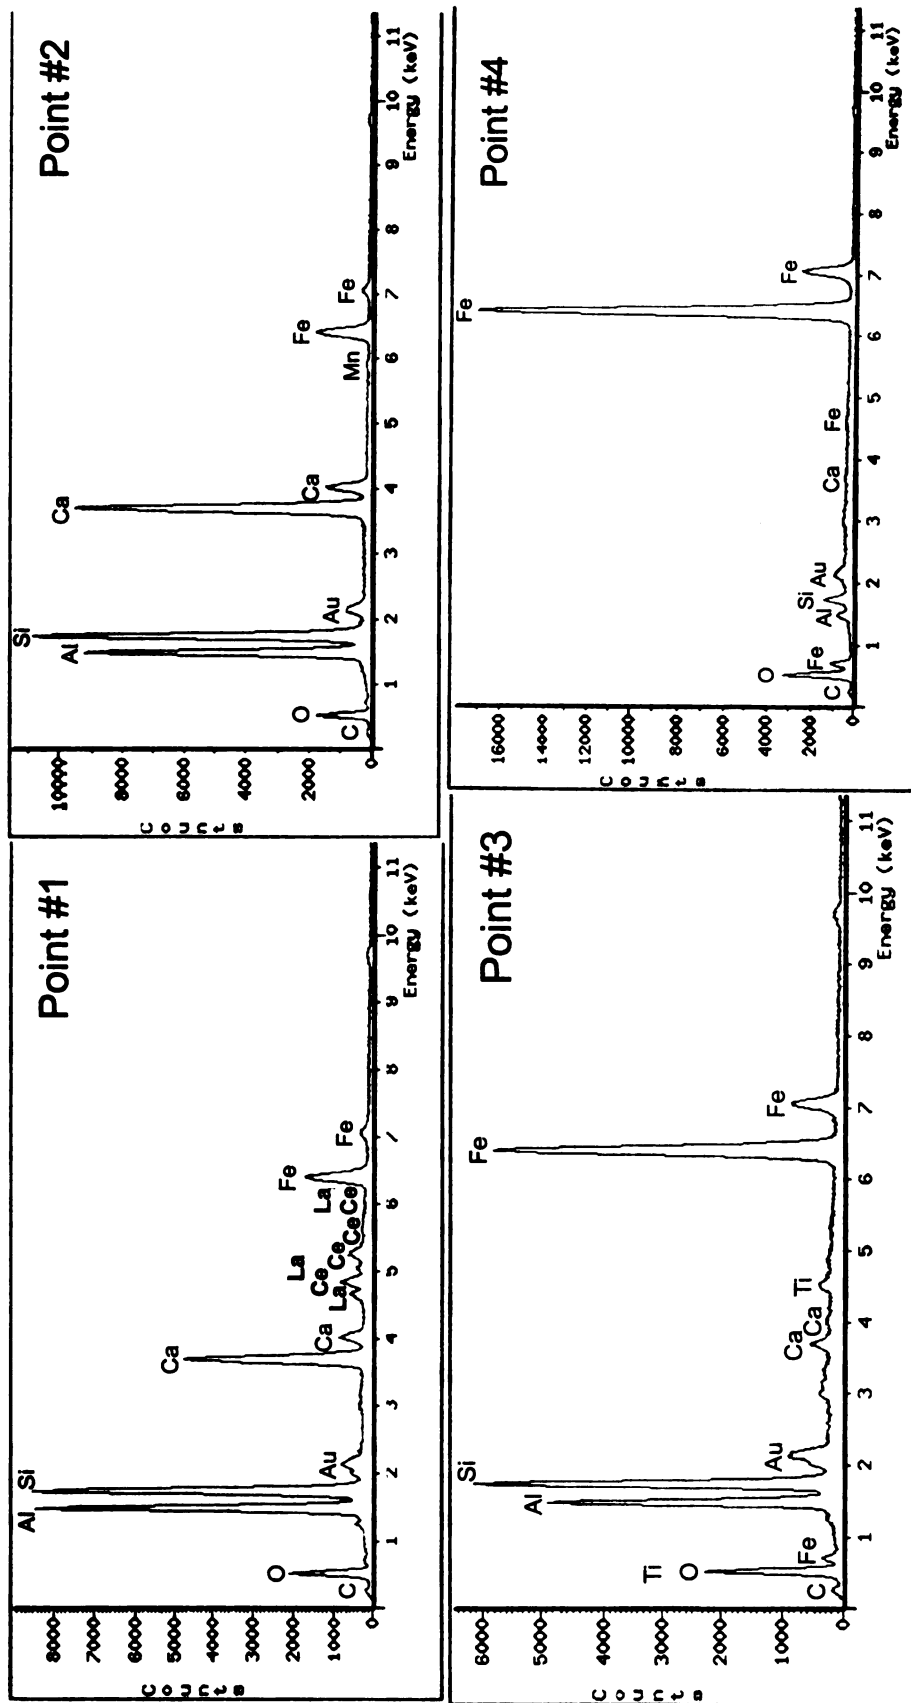 Point #1
Counts
8000
7000
6000
5000
4000
3000
2000
1000
0
C
O
Al
Si
Au
Ca
Ca
La
Ce
La
Ce
Ce
Ce
La
Fe
Fe
1 2 3 4 5 6 7 8 9 10 11
Energy (keV)
Point #2
Counts
10000
8000
6000
4000
2000
0
C
O
Al
Si
Au
Ca
Ca
Mn
Fe
Fe
1 2 3 4 5 6 7 8 9 10 11
Energy (keV)
Point #3
Counts
6000
5000
4000
3000
2000
1000
0
C
Ti
O
Fe
Al
Si
Au
Ca
Ca
Ti
Fe
Fe
1 2 3 4 5 6 7 8 9 10 11
Energy (keV)
Point #4
Counts
16000
14000
12000
10000
8000
6000
4000
2000
0
C
O
Fe
Al
Si
Au
Ca
Fe
Fe
Fe
1 2 3 4 5 6 7 8 9 10 11
Energy (keV)